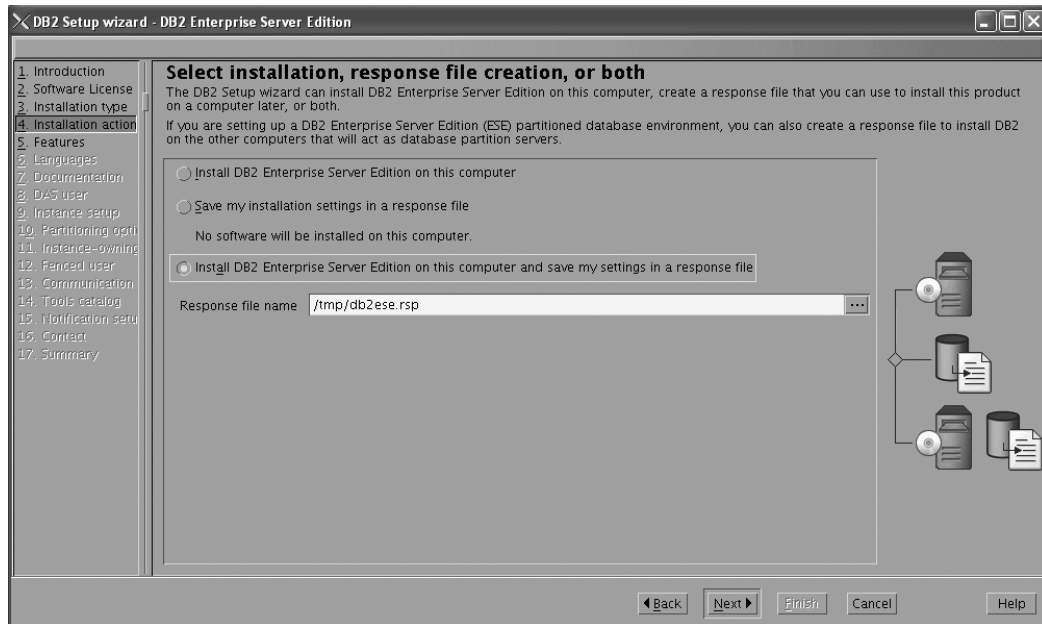 DB2 Setup wizard - DB2 Enterprise Server Edition
1. Introduction
2. Software License
3. Installation type
4. Installation action
5. Features
6. Languages
7. Documentation
8. DAS user
9. Instance setup
10. Partitioning opti
11. Instance-owning
12. Fenced user
13. Communication
14. Tools catalog
15. Notification setu
16. Contact
17. Summary
Select installation, response file creation, or both
The DB2 Setup wizard can install DB2 Enterprise Server Edition on this computer, create a response file that you can use to install this product
on a computer later, or both.
If you are setting up a DB2 Enterprise Server Edition (ESE) partitioned database environment, you can also create a response file to install DB2
on the other computers that will act as database partition servers.
Install DB2 Enterprise Server Edition on this computer
Save my installation settings in a response file
No software will be installed on this computer.
Install DB2 Enterprise Server Edition on this computer and save my settings in a response file
Response file name /tmp/db2ese.rsp ...
Back Next Finish Cancel Help